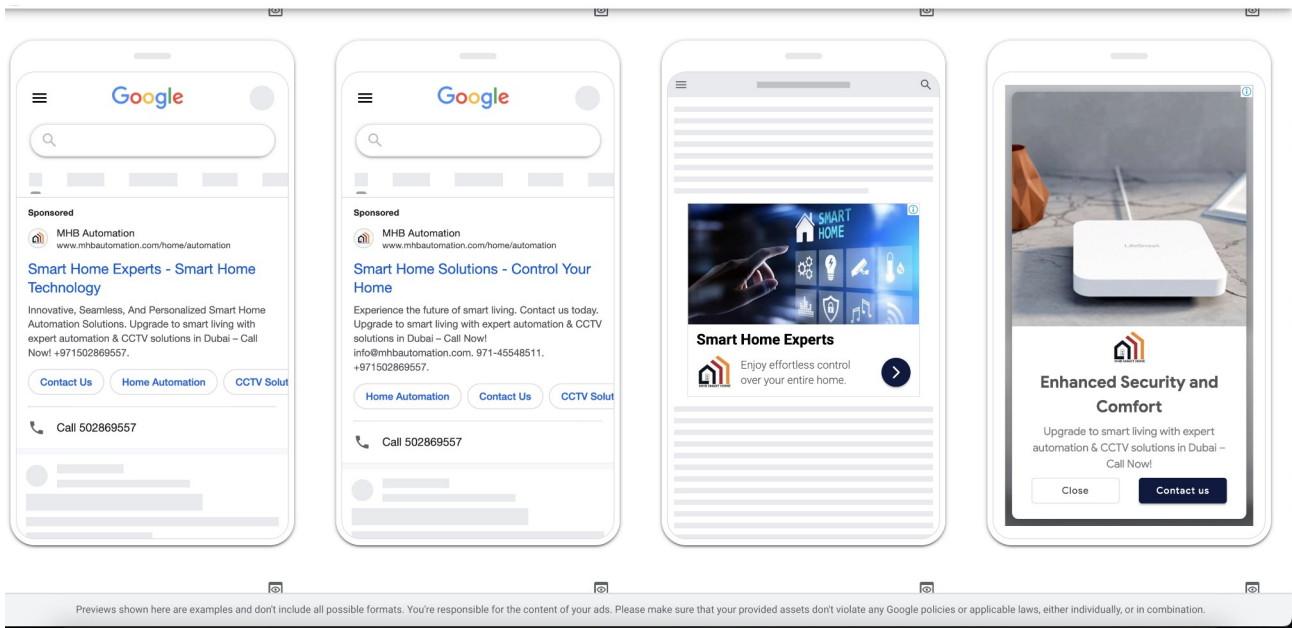 Google
Sponsored
MHB Automation
www.mhbautomation.com/home/automation
Smart Home Experts - Smart Home
Technology
Innovative, Seamless, And Personalized Smart Home
Automation Solutions. Upgrade to smart living with
expert automation & CCTV solutions in Dubai – Call
Now! +971502869557.
Contact Us
Home Automation
CCTV Solut
Call 502869557
Google
Sponsored
MHB Automation
www.mhbautomation.com/home/automation
Smart Home Solutions - Control Your
Home
Experience the future of smart living. Contact us today.
Upgrade to smart living with expert automation & CCTV
solutions in Dubai – Call Now!
info@mhbautomation.com. 971-45548511.
+971502869557.
Home Automation
Contact Us
CCTV Solut
Call 502869557
SMART
HOME
Smart Home Experts
Enjoy effortless control
over your entire home.
LifeSmart
Enhanced Security and
Comfort
Upgrade to smart living with expert
automation & CCTV solutions in Dubai –
Call Now!
Close
Contact us
Previews shown here are examples and don't include all possible formats. You're responsible for the content of your ads. Please make sure that your provided assets don't violate any Google policies or applicable laws, either individually, or in combination.